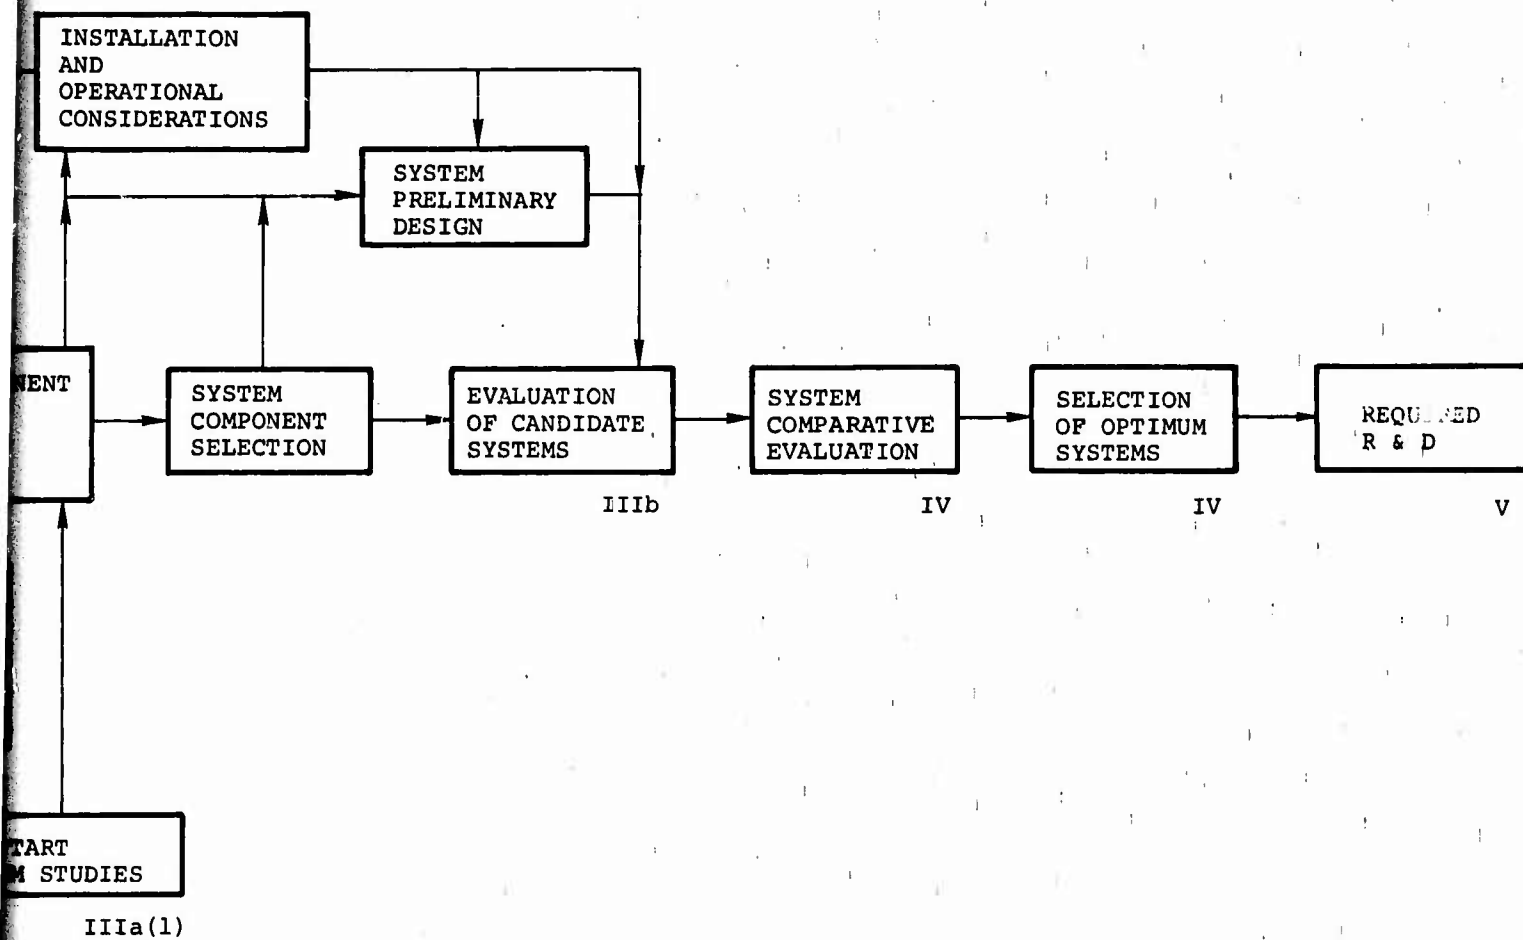 INSTALLATION
AND
OPERATIONAL
CONSIDERATIONS
SYSTEM
PRELIMINARY
DESIGN
NENT
SYSTEM
COMPONENT
SELECTION
EVALUATION
OF CANDIDATE
SYSTEMS
IIIb
SYSTEM
COMPARATIVE
EVALUATION
IV
SELECTION
OF OPTIMUM
SYSTEMS
IV
R & D
V
TART
M STUDIES
IIIa(1)